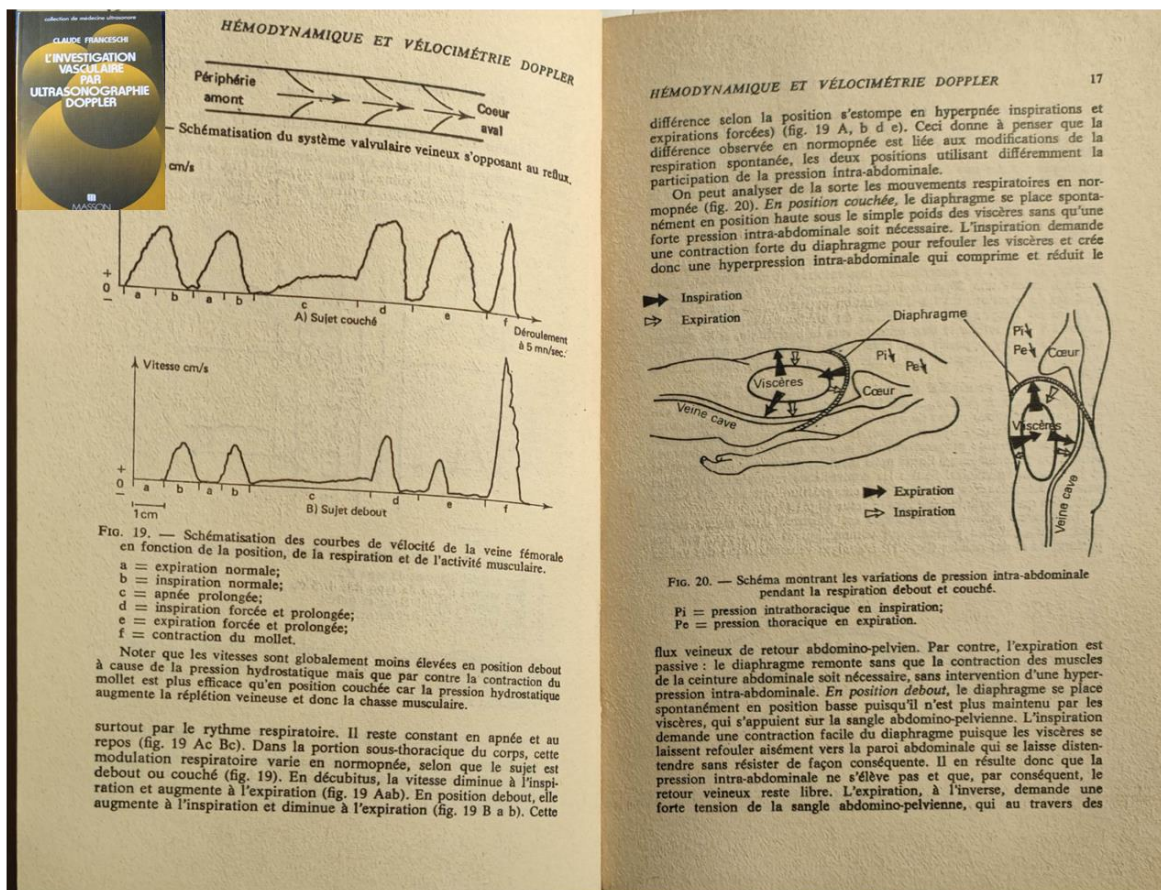 collection de médecine ultrasonore
CLAUDE FRANCESCHI
L'INVESTIGATION
VASCULAIRE
PAR
ULTRASONOGRAPHIE
DOPPLER
MASSON
HÉMODYNAMIQUE ET VÉLOCIMÉTRIE DOPPLER
Périphérie
amont
Coeur
aval
— Schématisation du système valvulaire veineux s'opposant au reflux.
cm/s
+
0
–
a
b
a
b
c
d
e
f
A) Sujet couché
Déroulement
à 5 mn/sec.
Vitesse cm/s
+
0
–
a
b
a
b
c
d
e
f
B) Sujet debout
1cm
FIG. 19. — Schématisation des courbes de vélocité de la veine fémorale
en fonction de la position, de la respiration et de l'activité musculaire.
a = expiration normale;
b = inspiration normale;
c = apnée prolongée;
d = inspiration forcée et prolongée;
e = expiration forcée et prolongée;
f = contraction du mollet.
Noter que les vitesses sont globalement moins élevées en position debout
à cause de la pression hydrostatique mais que par contre la contraction du
mollet est plus efficace qu'en position couchée car la pression hydrostatique
augmente la réplétion veineuse et donc la chasse musculaire.
surtout par le rythme respiratoire. Il reste constant en apnée et au
repos (fig. 19 Ac Bc). Dans la portion sous-thoracique du corps, cette
modulation respiratoire varie en normopnée, selon que le sujet est
debout ou couché (fig. 19). En décubitus, la vitesse diminue à l'inspi-
ration et augmente à l'expiration (fig. 19 Aab). En position debout, elle
augmente à l'inspiration et diminue à l'expiration (fig. 19 B a b). Cette
HÉMODYNAMIQUE ET VÉLOCIMÉTRIE DOPPLER 17
différence selon la position s'estompe en hyperpnée inspirations et
expirations forcées) (fig. 19 A, b d e). Ceci donne à penser que la
différence observée en normopnée est liée aux modifications de la
respiration spontanée, les deux positions utilisant différemment la
participation de la pression intra-abdominale.
On peut analyser de la sorte les mouvements respiratoires en nor-
mopnée (fig. 20). En position couchée, le diaphragme se place sponta-
nément en position haute sous le simple poids des viscères sans qu'une
forte pression intra-abdominale soit nécessaire. L'inspiration demande
une contraction forte du diaphragme pour refouler les viscères et crée
donc une hyperpression intra-abdominale qui comprime et réduit le
Inspiration
Expiration
Diaphragme
Pi
Pe
Cœur
Viscères
Veine cave
Pi
Pe
Cœur
Viscères
Veine cave
Expiration
Inspiration
FIG. 20. — Schéma montrant les variations de pression intra-abdominale
pendant la respiration debout et couché.
Pi = pression intrathoracique en inspiration;
Pe = pression thoracique en expiration.
flux veineux de retour abdomino-pelvien. Par contre, l'expiration est
passive : le diaphragme remonte sans que la contraction des muscles
de la ceinture abdominale soit nécessaire, sans intervention d'une hyper-
pression intra-abdominale. En position debout, le diaphragme se place
spontanément en position basse puisqu'il n'est plus maintenu par les
viscères, qui s'appuient sur la sangle abdomino-pelvienne. L'inspiration
demande une contraction facile du diaphragme puisque les viscères se
laissent refouler aisément vers la paroi abdominale qui se laisse disten-
tendre sans résister de façon conséquente. Il en résulte donc que la
pression intra-abdominale ne s'élève pas et que, par conséquent, le
retour veineux reste libre. L'expiration, à l'inverse, demande une
forte tension de la sangle abdomino-pelvienne, qui au travers des